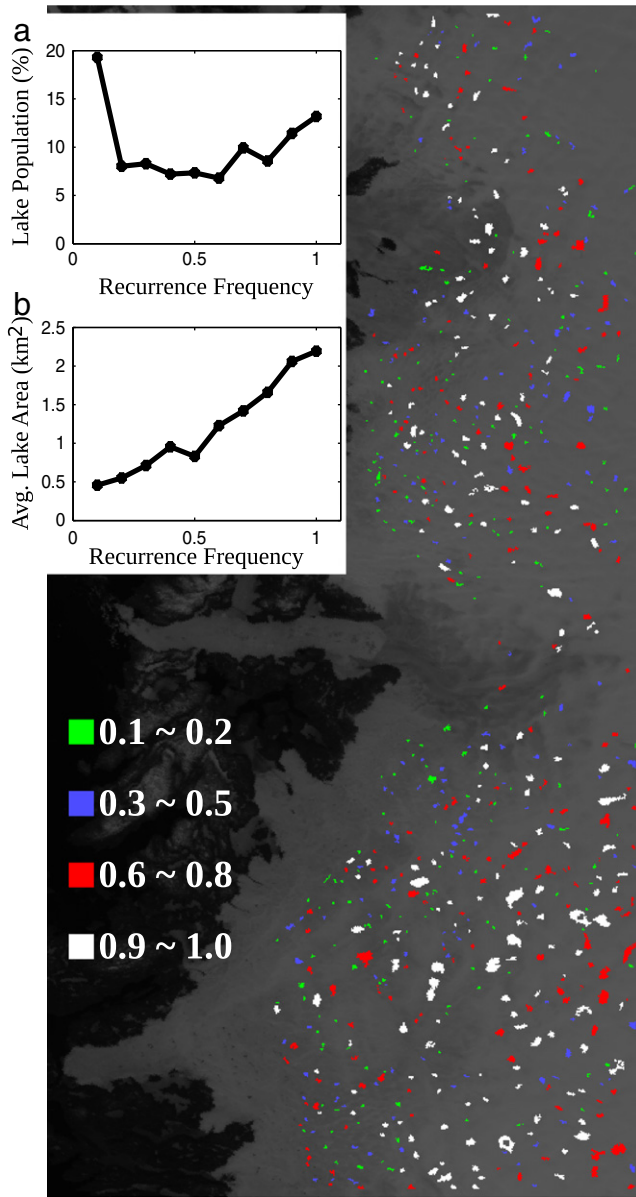 a
20
15
10
5
0
Lake Population (%)
0 0.5 1
Recurrence Frequency
b
2.5
2
1.5
1
0.5
0
Avg. Lake Area (km2)
0 0.5 1
Recurrence Frequency
0.1 ~ 0.2
0.3 ~ 0.5
0.6 ~ 0.8
0.9 ~ 1.0